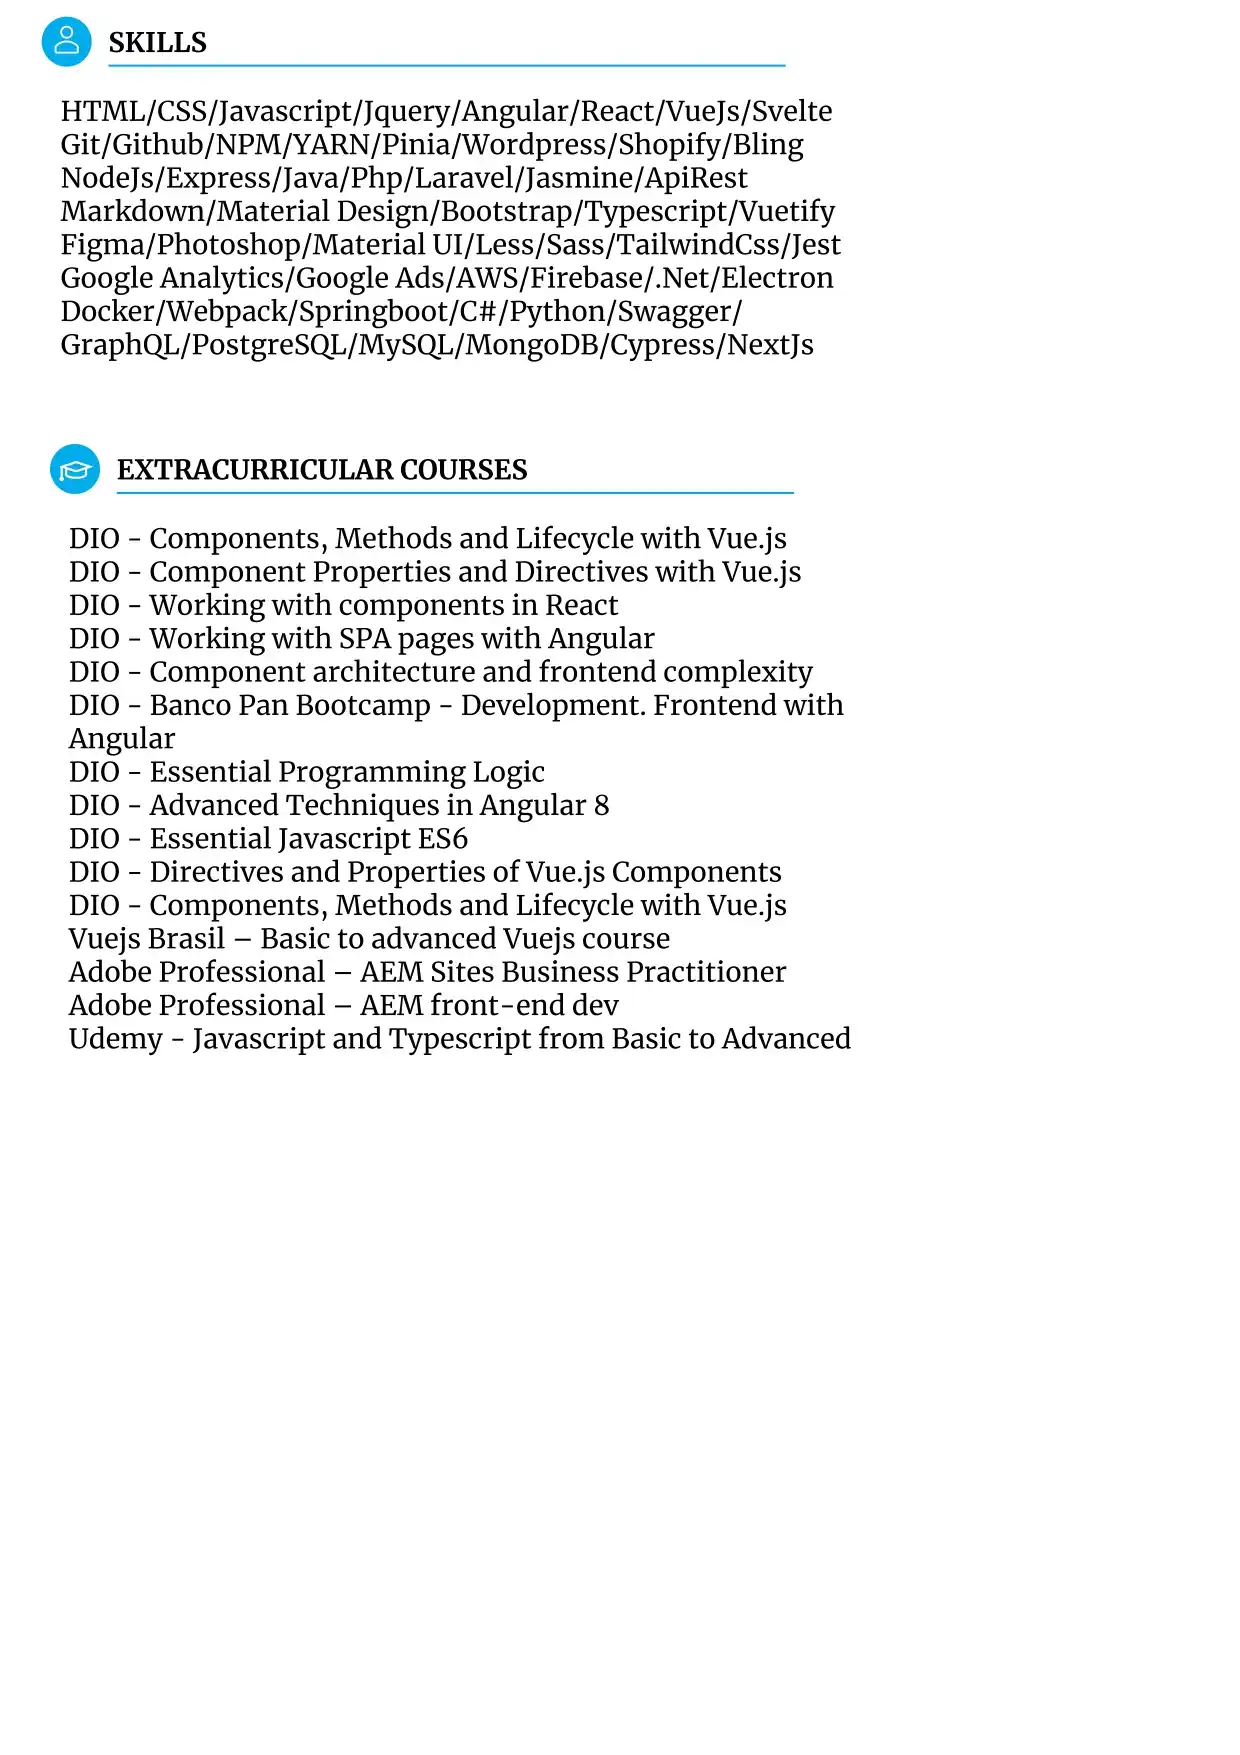 SKILLS
HTML/CSS/Javascript/Jquery/Angular/React/VueJs/Svelte
Git/Github/NPM/YARN/Pinia/Wordpress/Shopify/Bling
NodeJs/Express/Java/Php/Laravel/Jasmine/ApiRest
Markdown/Material Design/Bootstrap/Typescript/Vuetify
Figma/Photoshop/Material UI/Less/Sass/TailwindCss/Jest
Google Analytics/Google Ads/AWS/Firebase/.Net/Electron
Docker/Webpack/Springboot/C#/Python/Swagger/
GraphQL/PostgreSQL/MySQL/MongoDB/Cypress/NextJs
EXTRACURRICULAR COURSES
DIO - Components, Methods and Lifecycle with Vue.js
DIO - Component Properties and Directives with Vue.js
DIO - Working with components in React
DIO - Working with SPA pages with Angular
DIO - Component architecture and frontend complexity
DIO - Banco Pan Bootcamp - Development. Frontend with
Angular
DIO - Essential Programming Logic
DIO - Advanced Techniques in Angular 8
DIO - Essential Javascript ES6
DIO - Directives and Properties of Vue.js Components
DIO - Components, Methods and Lifecycle with Vue.js
Vuejs Brasil – Basic to advanced Vuejs course
Adobe Professional – AEM Sites Business Practitioner
Adobe Professional – AEM front-end dev
Udemy - Javascript and Typescript from Basic to Advanced